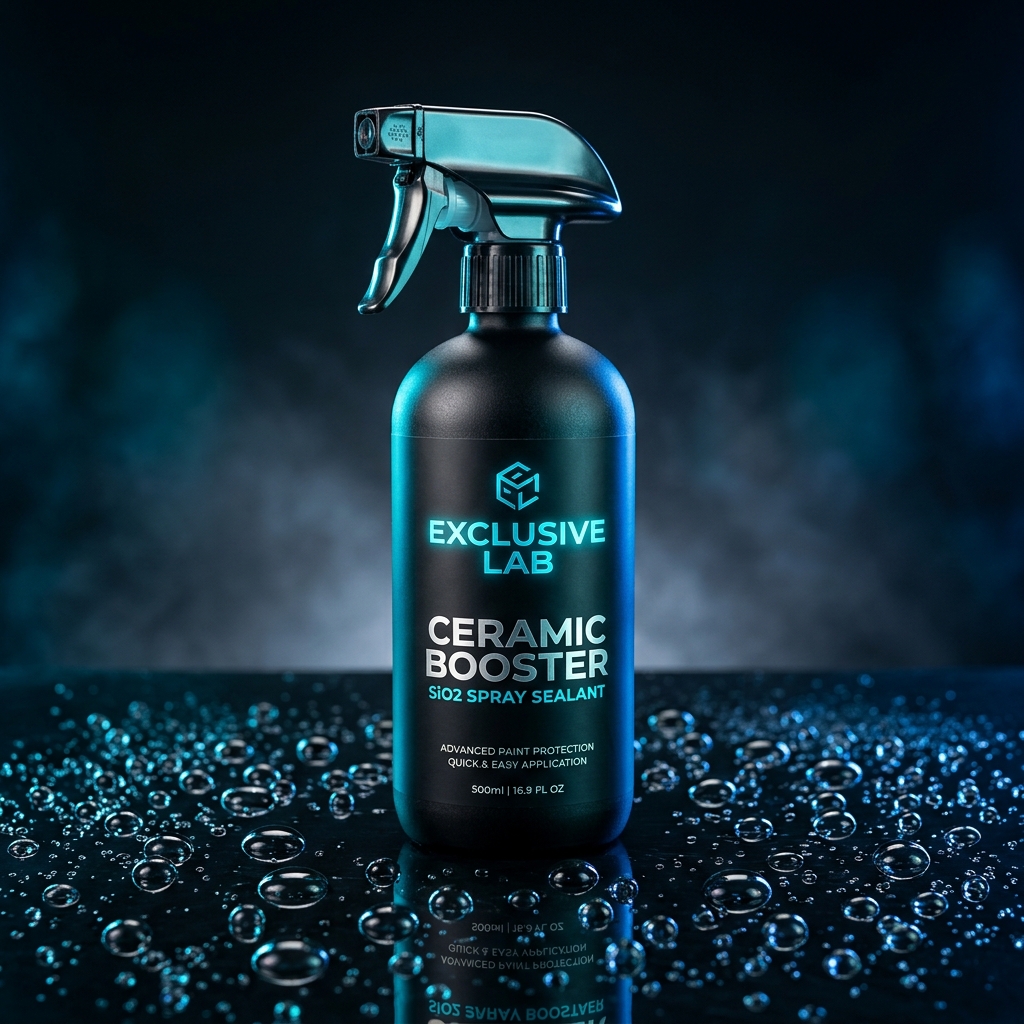 EXCLUSIVE
LAB
CERAMIC
BOOSTER
SiO2 SPRAY SEALANT
ADVANCED PAINT PROTECTION
QUICK & EASY APPLICATION
500ml | 16.9 PL OZ